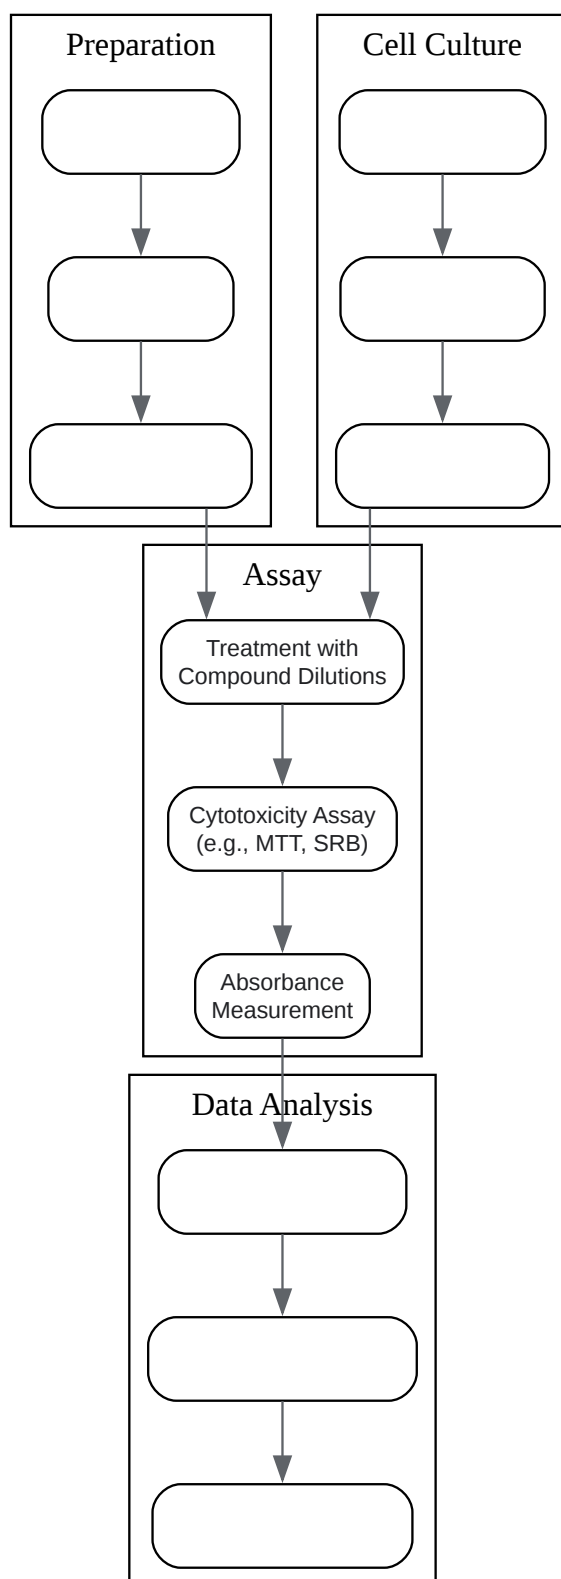 Preparation
Cell Culture
Assay
Treatment with
Compound Dilutions
Cytotoxicity Assay
(e.g., MTT, SRB)
Absorbance
Measurement
Data Analysis